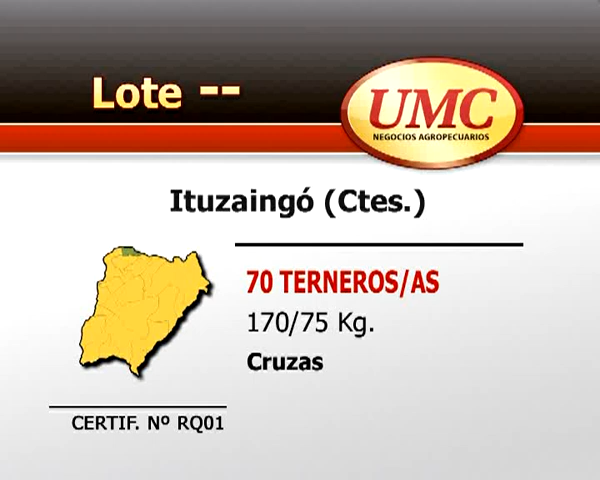 Lote --
UMC
NEGOCIOS AGROPECUARIOS
Ituzaingó (Ctes.)
70 TERNEROS/AS
170/75 Kg.
Cruzas
CERTIF. Nº RQ01